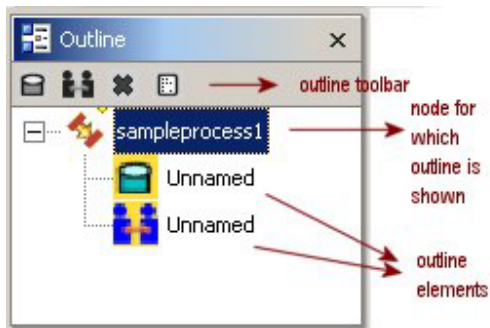 Outline
outline toolbar
sampleprocess1
node for
which
outline is
shown
Unnamed
Unnamed
outline
elements